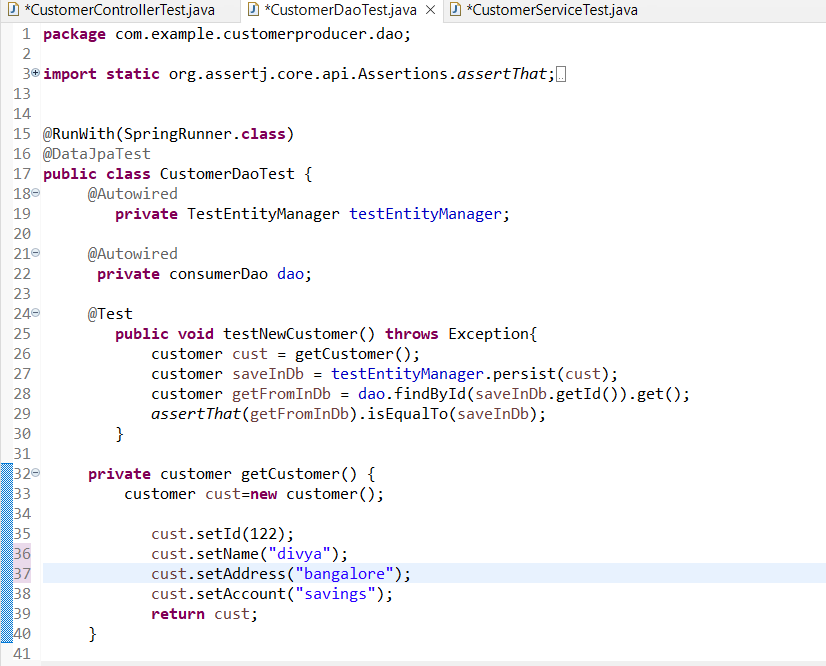 *CustomerControllerTest.java *CustomerDaoTest.java *CustomerServiceTest.java
1 package com.example.customerproducer.dao;
2
3 import static org.assertj.core.api.Assertions.assertThat;
13
14
15 @RunWith(SpringRunner.class)
16 @DataJpaTest
17 public class CustomerDaoTest {
18 @Autowired
19 private TestEntityManager testEntityManager;
20
21 @Autowired
22 private consumerDao dao;
23
24 @Test
25 public void testNewCustomer() throws Exception{
26 customer cust = getCustomer();
27 customer saveInDb = testEntityManager.persist(cust);
28 customer getFromInDb = dao.findById(saveInDb.getId()).get();
29 assertThat(getFromInDb).isEqualTo(saveInDb);
30 }
31
32 private customer getCustomer() {
33 customer cust=new customer();
34
35 cust.setId(122);
36 cust.setName("divya");
37 cust.setAddress("bangalore");
38 cust.setAccount("savings");
39 return cust;
40 }
41